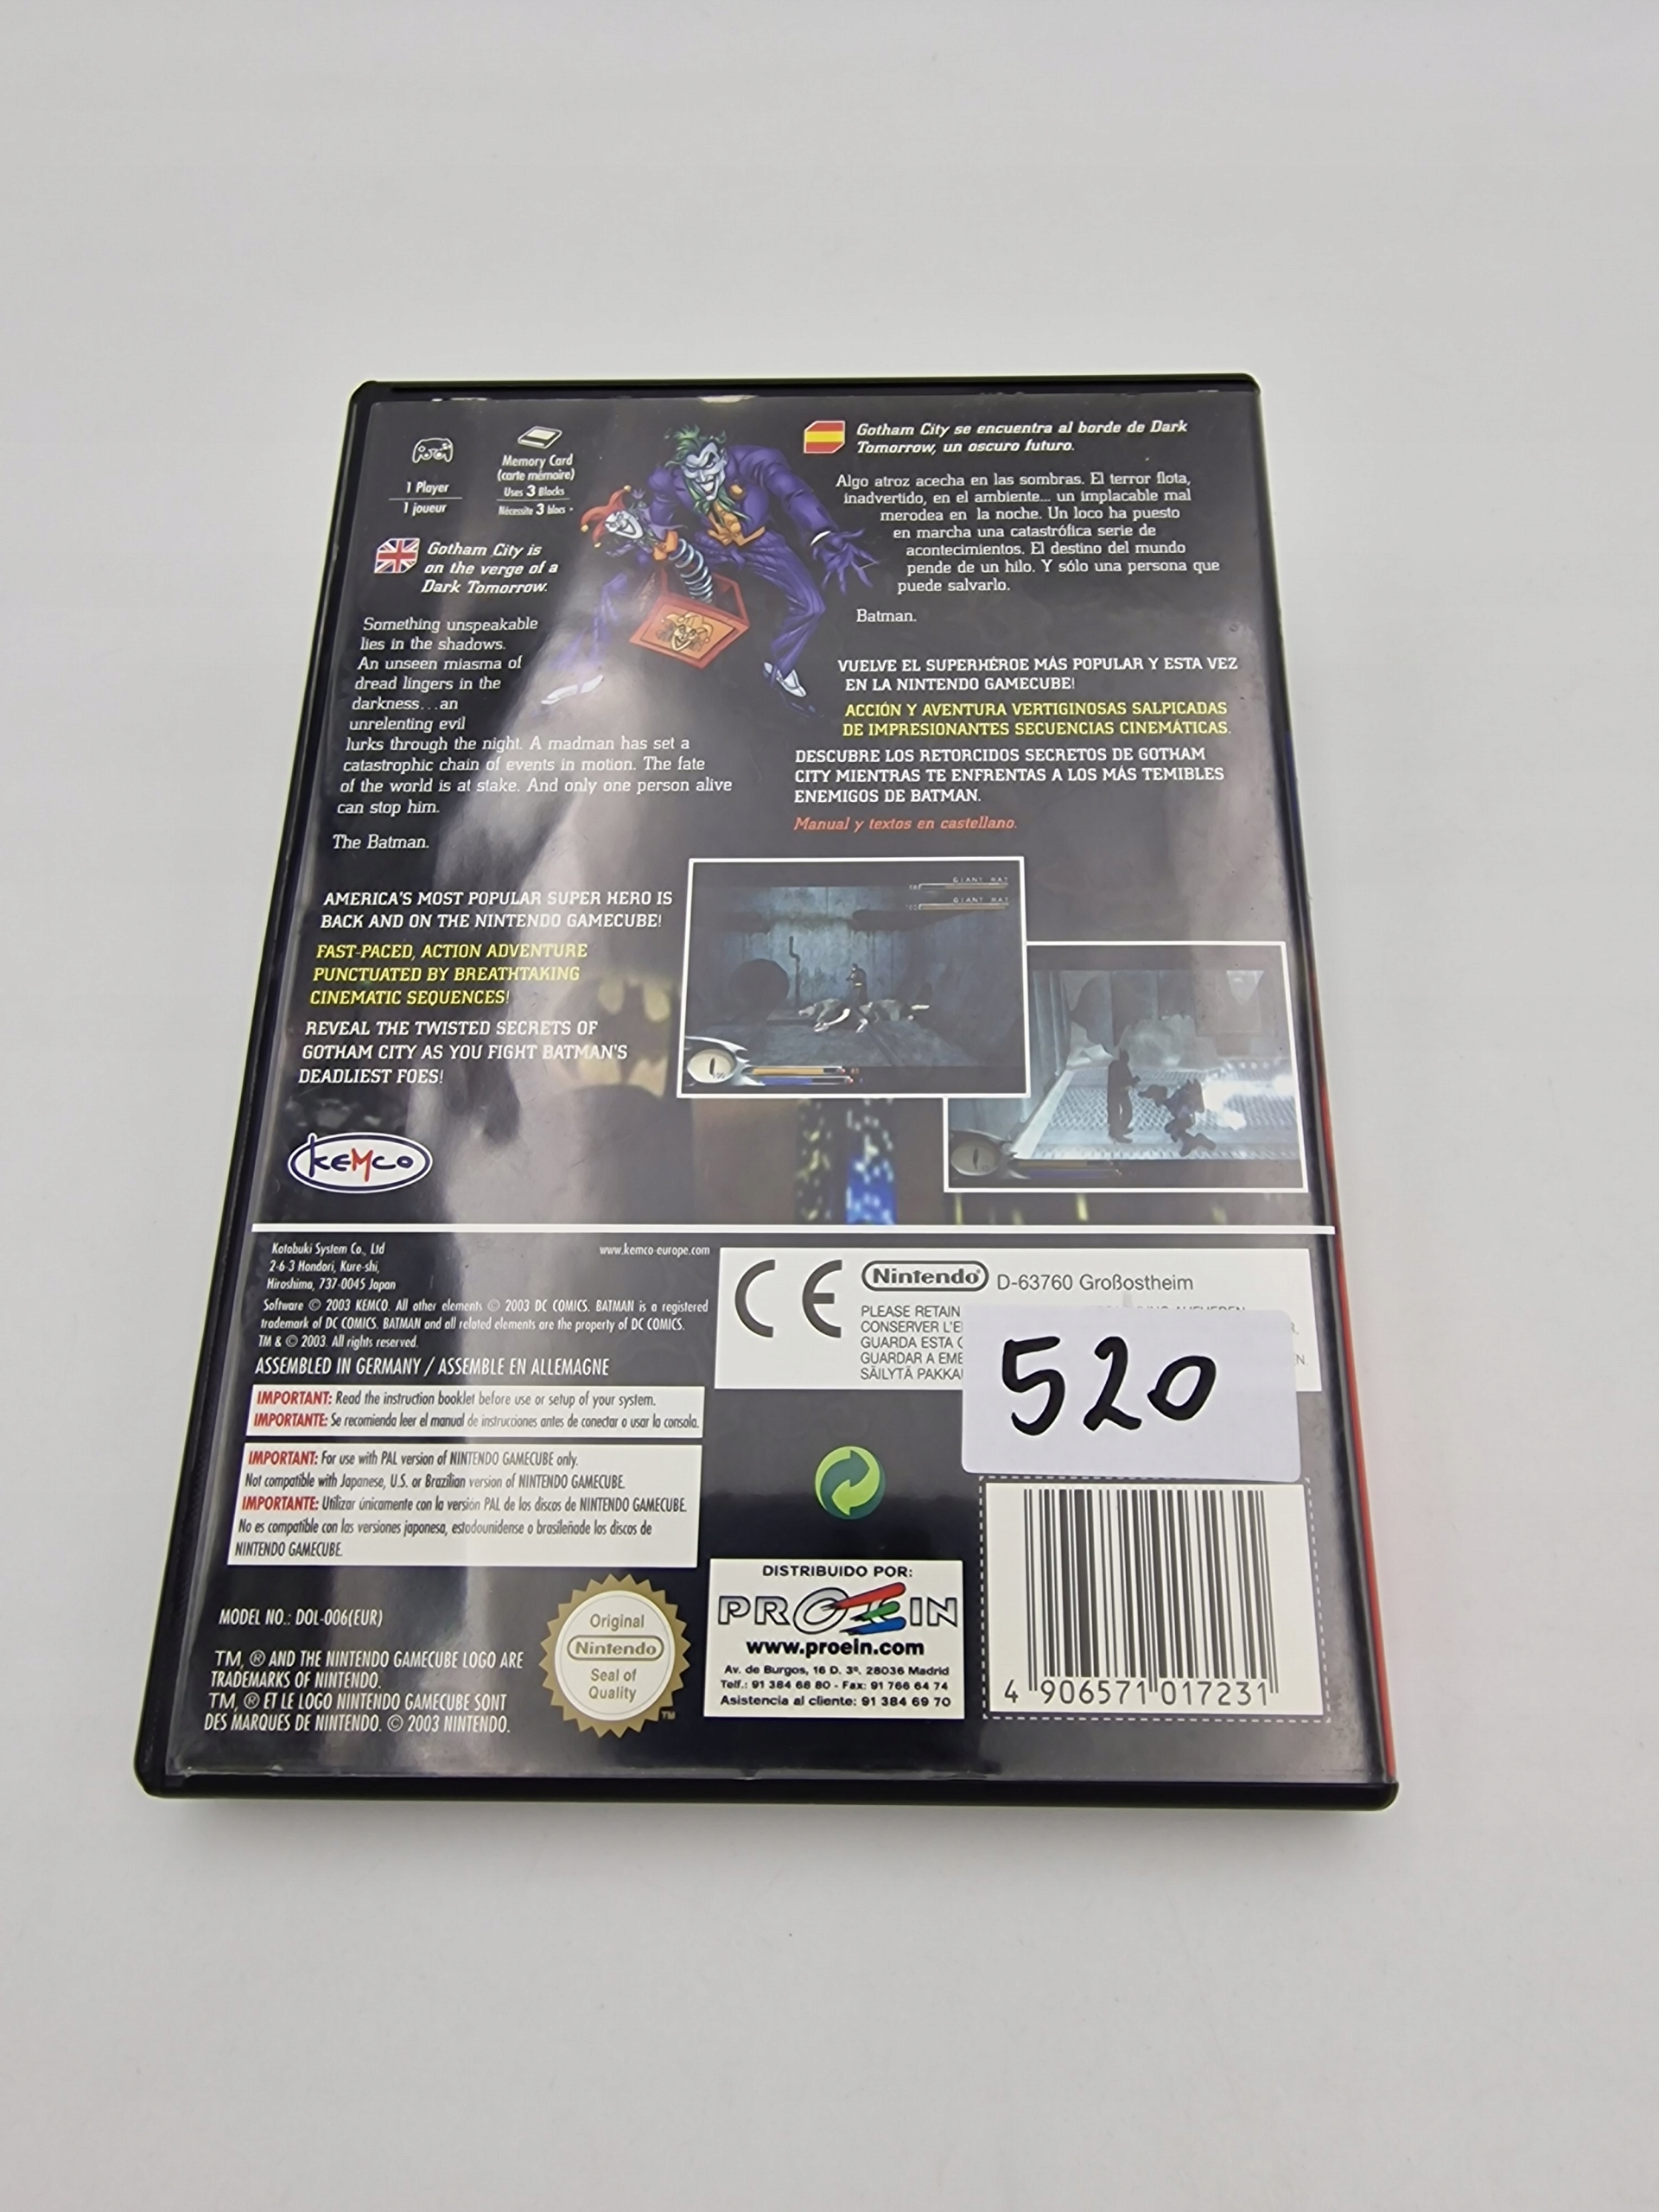 1 Player
1 joueur
Memory Card
(carte mémoire)
Uses 3 Blocks
Nécessite 3 blocs
Gotham City is
on the verge of a
Dark Tomorrow.
Something unspeakable
lies in the shadows.
An unseen miasma of
dread lingers in the
darkness...an
unrelenting evil
lurks through the night. A madman has set a
catastrophic chain of events in motion. The fate
of the world is at stake. And only one person alive
can stop him.
The Batman.
AMERICA'S MOST POPULAR SUPER HERO IS
BACK AND ON THE NINTENDO GAMECUBE!
FAST-PACED, ACTION ADVENTURE
PUNCTUATED BY BREATHTAKING
CINEMATIC SEQUENCES!
REVEAL THE TWISTED SECRETS OF
GOTHAM CITY AS YOU FIGHT BATMAN'S
DEADLIEST FOES!
Gotham City se encuentra al borde de Dark
Tomorrow, un oscuro futuro.
Algo atroz acecha en las sombras. El terror flota,
inadvertido, en el ambiente... un implacable mal
merodea en la noche. Un loco ha puesto
en marcha una catastrófica serie de
acontecimientos. El destino del mundo
pende de un hilo. Y sólo una persona que
puede salvarlo.
Batman.
VUELVE EL SUPERHÉROE MÁS POPULAR Y ESTA VEZ
EN LA NINTENDO GAMECUBE!
ACCIÓN Y AVENTURA VERTIGINOSAS SALPICADAS
DE IMPRESIONANTES SECUENCIAS CINEMÁTICAS.
DESCUBRE LOS RETORCIDOS SECRETOS DE GOTHAM
CITY MIENTRAS TE ENFRENTAS A LOS MÁS TEMIBLES
ENEMIGOS DE BATMAN.
Manual y textos en castellano.
GIANT RAT
GIANT RAT
KEMCO
Kotobuki System Co., Ltd
2-6-3 Hondori, Kure-shi,
Hiroshima, 737-0045 Japan
www.kemco-europe.com
Software © 2003 KEMCO. All other elements © 2003 DC COMICS. BATMAN is a registered
trademark of DC COMICS. BATMAN and all related elements are the property of DC COMICS.
TM & © 2003. All rights reserved.
ASSEMBLED IN GERMANY / ASSEMBLE EN ALLEMAGNE
IMPORTANT: Read the instruction booklet before use or setup of your system.
IMPORTANTE: Se recomienda leer el manual de instrucciones antes de conectar o usar la consola.
IMPORTANT: For use with PAL version of NINTENDO GAMECUBE only.
Not compatible with Japanese, U.S. or Brazilian version of NINTENDO GAMECUBE.
IMPORTANTE: Utilizar únicamente con la versión PAL de los discos de NINTENDO GAMECUBE.
No es compatible con las versiones japonesa, estadounidense o brasileñade los discos de
NINTENDO GAMECUBE.
MODEL NO.: DOL-006(EUR)
TM, ® AND THE NINTENDO GAMECUBE LOGO ARE
TRADEMARKS OF NINTENDO.
TM, ® ET LE LOGO NINTENDO GAMECUBE SONT
DES MARQUES DE NINTENDO. © 2003 NINTENDO.
Original
Nintendo
Seal of
Quality
TM
CE
Nintendo® D-63760 Großostheim
PLEASE RETAIN
CONSERVER L'E
GUARDA ESTA
GUARDAR A EME
SÄILYTÄ PAKKA
520
DISTRIBUIDO POR:
PROEIN
www.proein.com
Av. de Burgos, 16 D. 3º. 28036 Madrid
Telf.: 91 384 68 80 - Fax: 91 766 64 74
Asistencia al cliente: 91 384 69 70
4 906571 017231